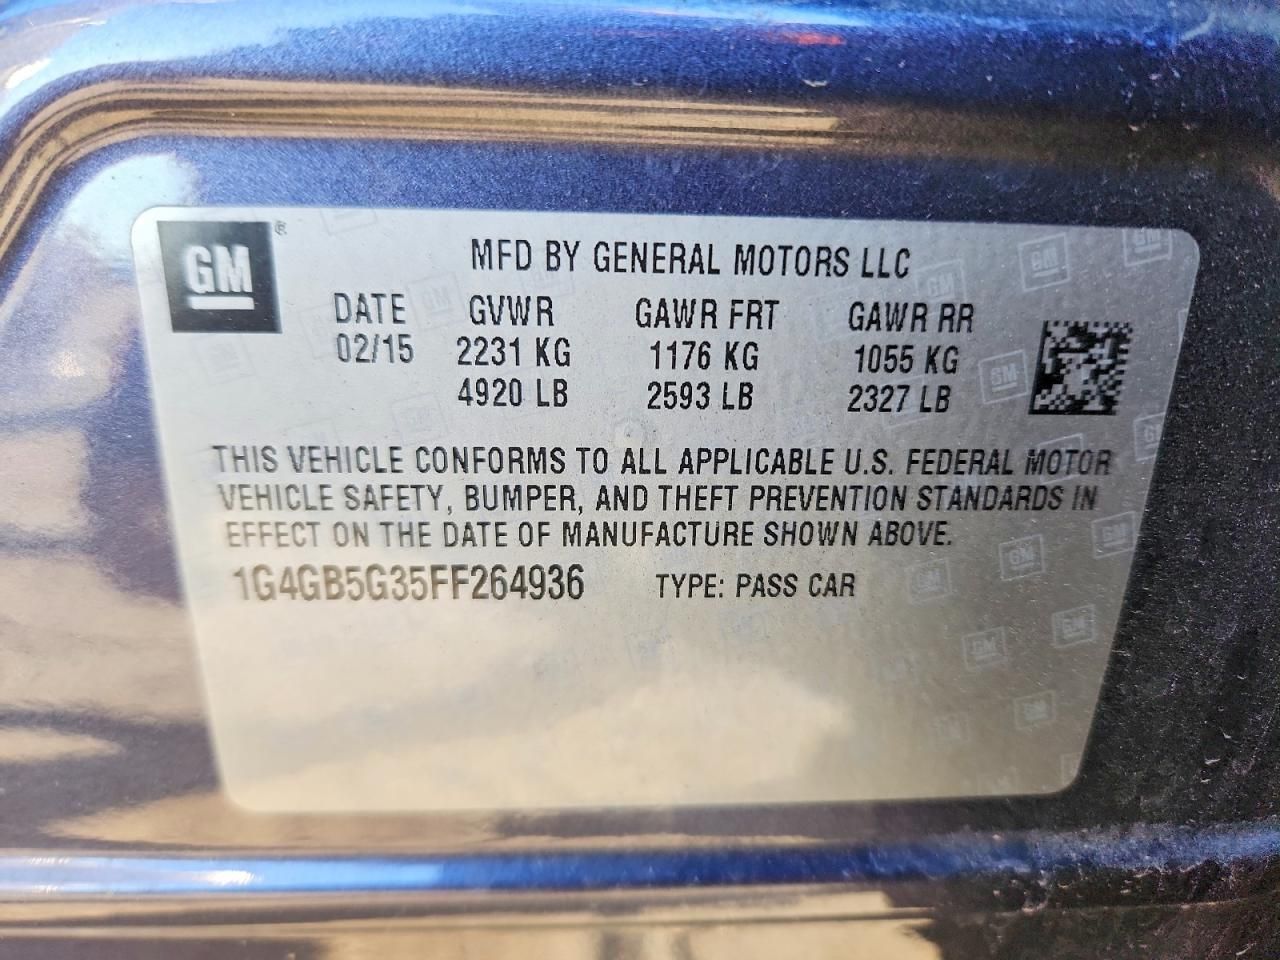 GM ®
MFD BY GENERAL MOTORS LLC
DATE GVWR GAWR FRT GAWR RR
02/15 2231 KG 1176 KG 1055 KG
4920 LB 2593 LB 2327 LB
THIS VEHICLE CONFORMS TO ALL APPLICABLE U.S. FEDERAL MOTOR
VEHICLE SAFETY, BUMPER, AND THEFT PREVENTION STANDARDS IN
EFFECT ON THE DATE OF MANUFACTURE SHOWN ABOVE.
1G4GB5G35FF264936 TYPE: PASS CAR